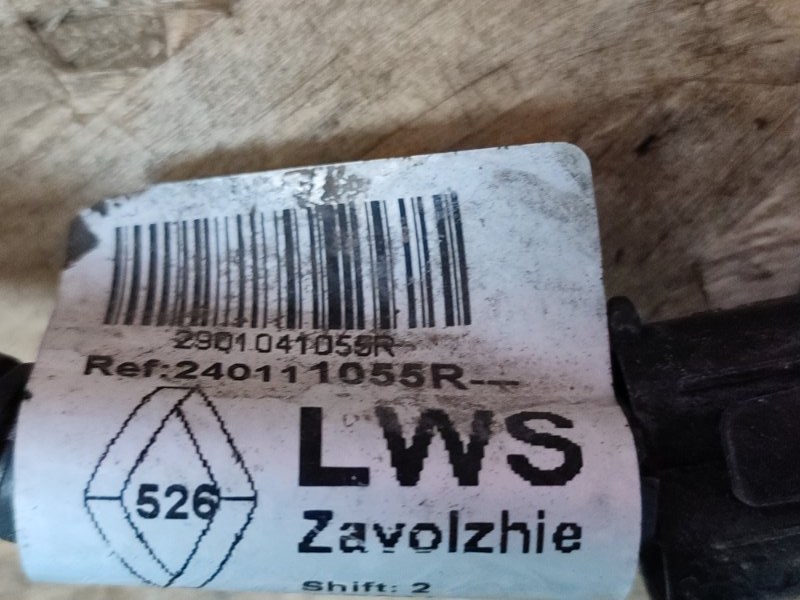 2901041055R
Ref:240111055R--
LWS
526
Zavolzhie
Shift: 2